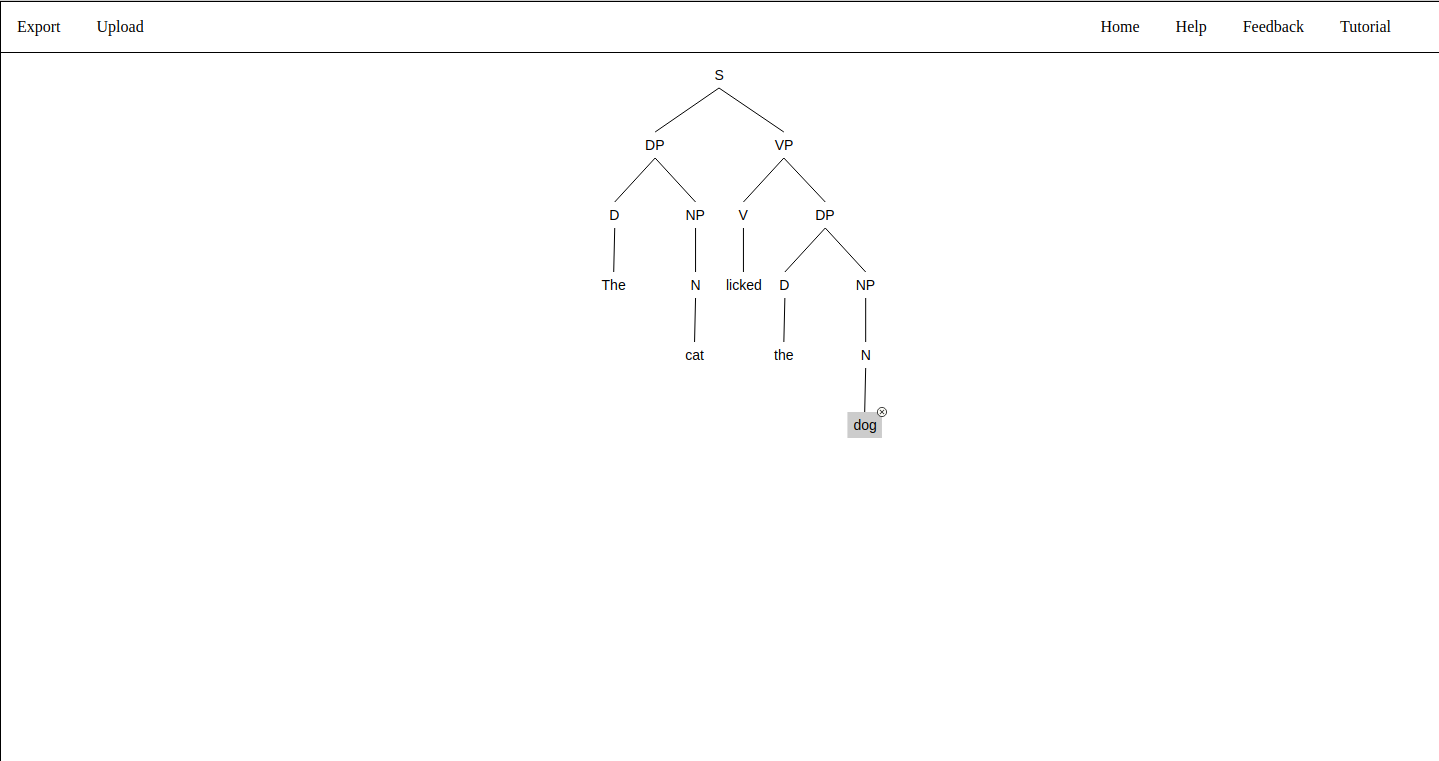 Export Upload Home Help Feedback Tutorial
S
DP VP
D NP V DP
The N licked D NP
cat the N
dog